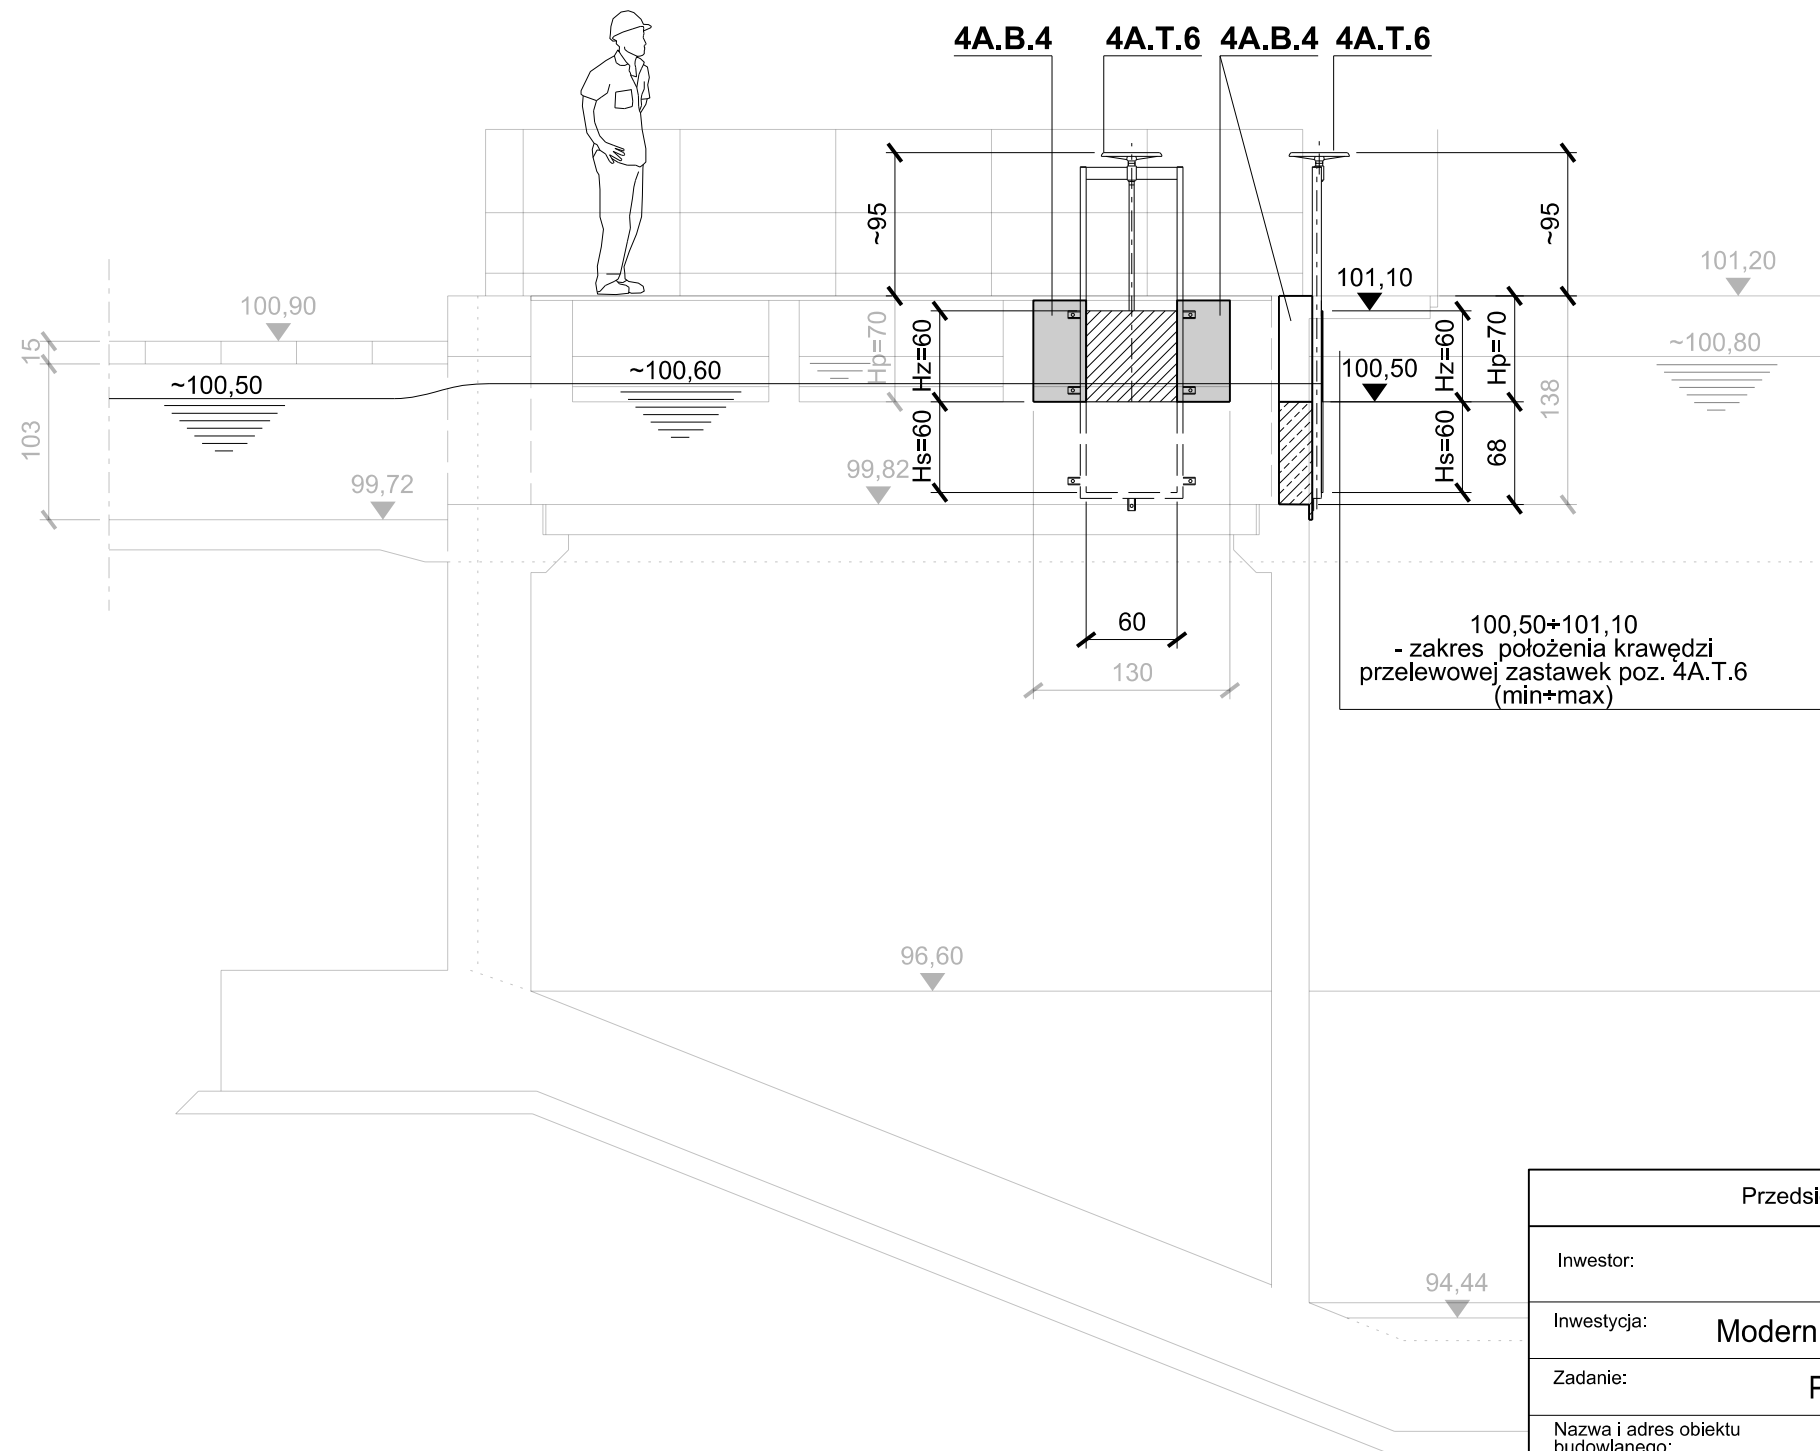 4A.B.4 4A.T.6 4A.B.4 4A.T.6
~95
~95
101,10
101,20
100,90
15
Hp=70
Hz=60
Hz=60
Hp=70
~100,50
~100,60
100,50
~100,80
103
138
99,72
99,82
Hs=60
Hs=60
68
60
130
100,50÷101,10
- zakres położenia krawędzi
przelewowej zastawek poz. 4A.T.6
(min÷max)
96,60
94,44
Przedsi
Inwestor:
Inwestycja: Modern
Zadanie:
Nazwa i adres obiektu
budowlanego: